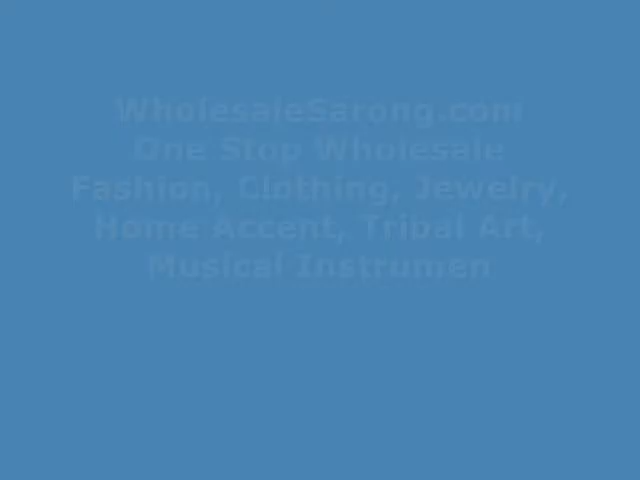 WholesaleSarong.com
One Stop Wholesale
Fashion, Clothing, Jewelry,
Home Accent, Tribal Art,
Musical Instrumen